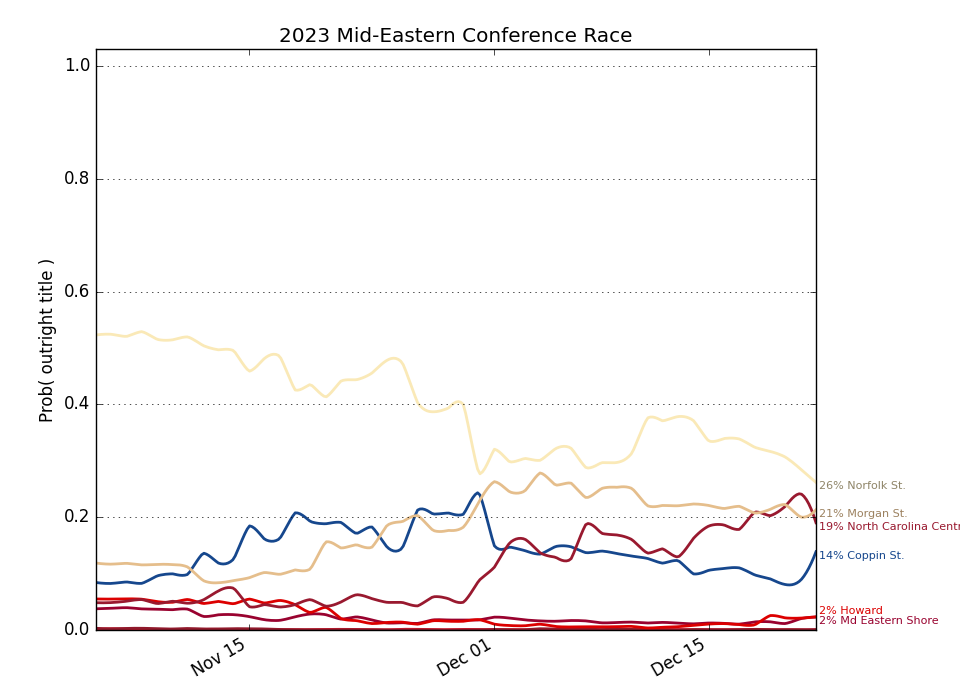 2023 Mid-Eastern Conference Race
1.0
0.8
0.6
0.4
0.2
0.0
Prob( outright title )
Nov 15
Dec 01
Dec 15
26% Norfolk St.
21% Morgan St.
19% North Carolina Centr
14% Coppin St.
2% Howard
2% Md Eastern Shore